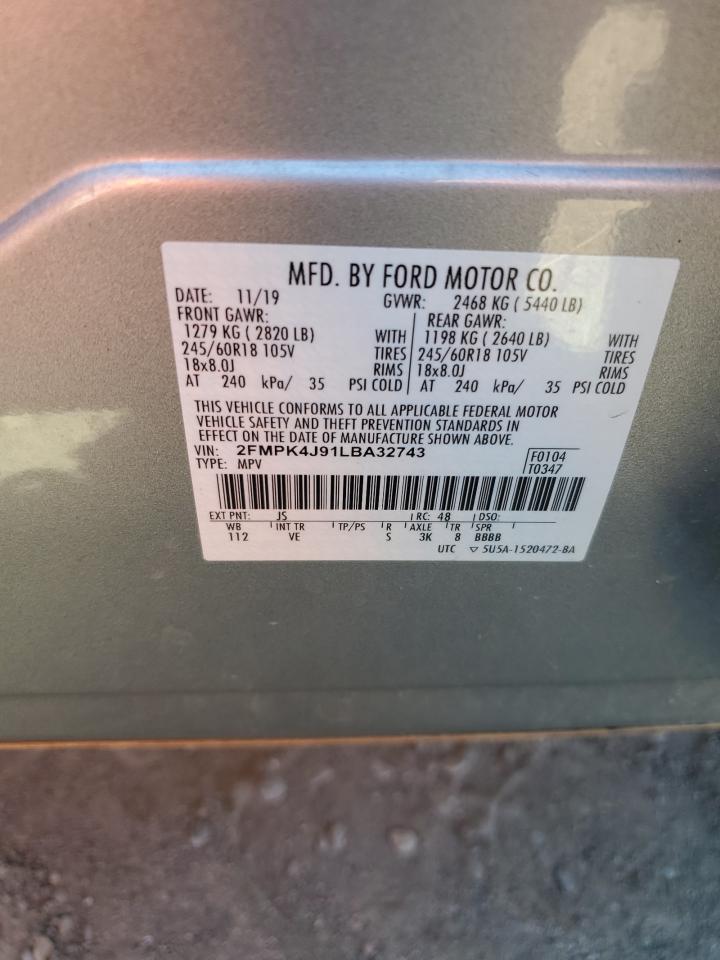 MFD. BY FORD MOTOR CO.
DATE: 11/19 GVWR: 2468 KG ( 5440 LB)
FRONT GAWR: REAR GAWR:
1279 KG ( 2820 LB) WITH 1198 KG ( 2640 LB) WITH
245/60R18 105V TIRES 245/60R18 105V TIRES
18x8.0J RIMS 18x8.0J RIMS
AT 240 kPa/ 35 PSI COLD AT 240 kPa/ 35 PSI COLD
THIS VEHICLE CONFORMS TO ALL APPLICABLE FEDERAL MOTOR
VEHICLE SAFETY AND THEFT PREVENTION STANDARDS IN
EFFECT ON THE DATE OF MANUFACTURE SHOWN ABOVE.
VIN: 2FMPK4J91LBA32743 F0104
TYPE: MPV T0347
EXT PNT: JS RC: 48 DSO:
WB INT TR TP/PS R AXLE TR SPR
112 VE S 3K 8 BBBB
UTC ▽ 5U5A-1520472-BA